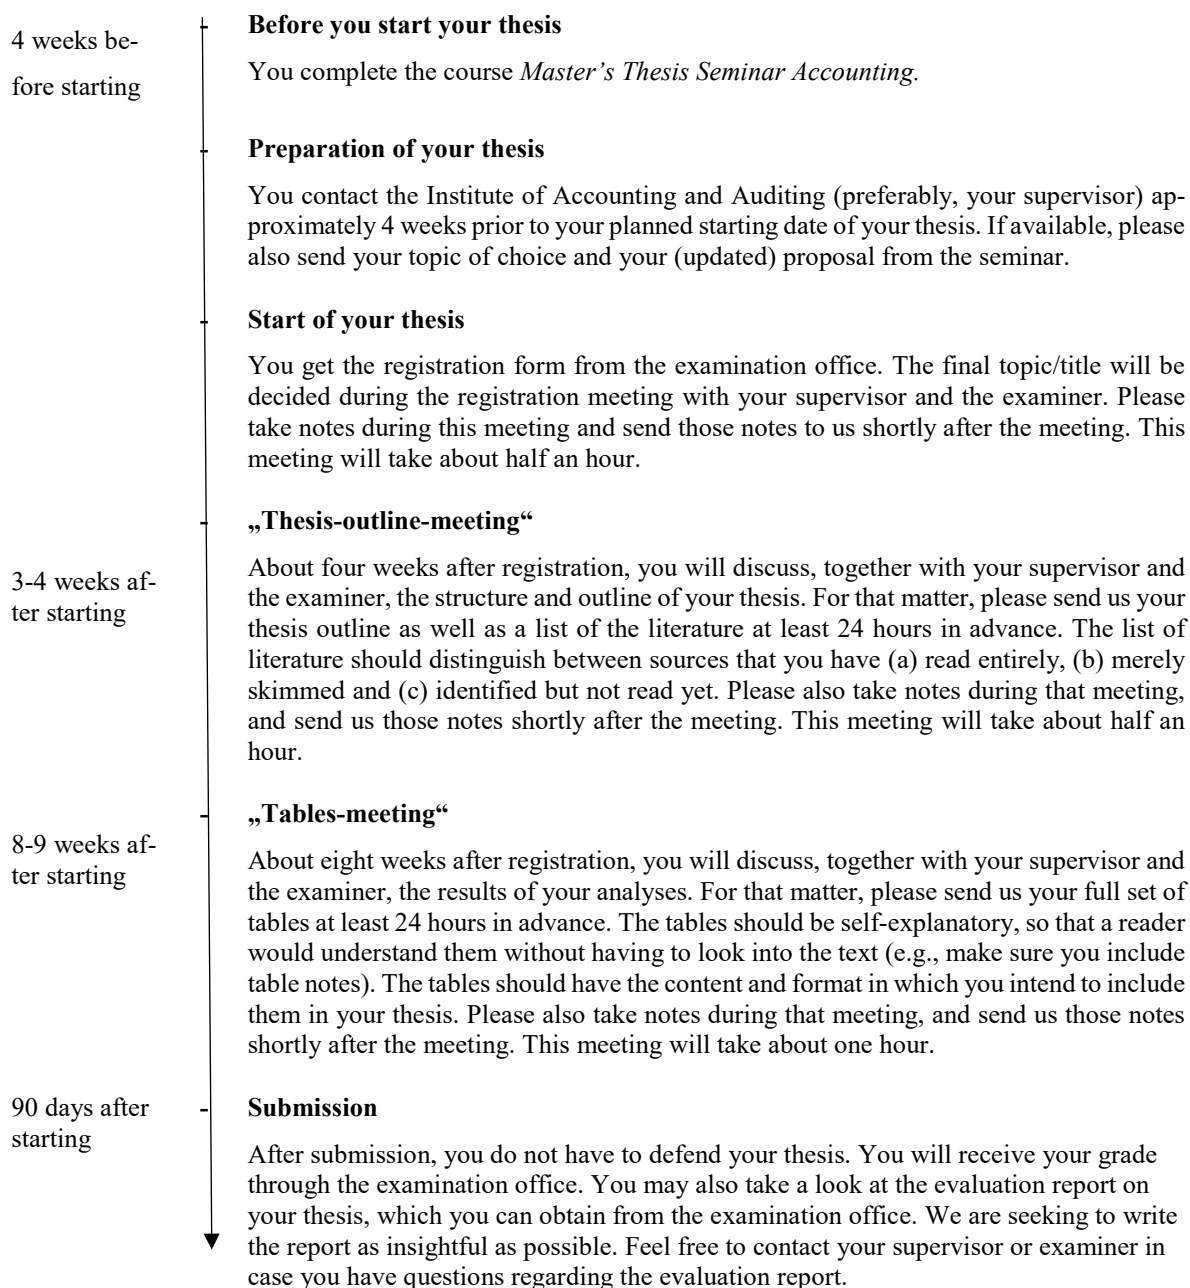 4 weeks be-
fore starting
- Before you start your thesis
You complete the course Master’s Thesis Seminar Accounting.
- Preparation of your thesis
You contact the Institute of Accounting and Auditing (preferably, your supervisor) ap-
proximately 4 weeks prior to your planned starting date of your thesis. If available, please
also send your topic of choice and your (updated) proposal from the seminar.
- Start of your thesis
You get the registration form from the examination office. The final topic/title will be
decided during the registration meeting with your supervisor and the examiner. Please
take notes during this meeting and send those notes to us shortly after the meeting. This
meeting will take about half an hour.
- „Thesis-outline-meeting“
3-4 weeks af-
ter starting
About four weeks after registration, you will discuss, together with your supervisor and
the examiner, the structure and outline of your thesis. For that matter, please send us your
thesis outline as well as a list of the literature at least 24 hours in advance. The list of
literature should distinguish between sources that you have (a) read entirely, (b) merely
skimmed and (c) identified but not read yet. Please also take notes during that meeting,
and send us those notes shortly after the meeting. This meeting will take about half an
hour.
- „Tables-meeting“
8-9 weeks af-
ter starting
About eight weeks after registration, you will discuss, together with your supervisor and
the examiner, the results of your analyses. For that matter, please send us your full set of
tables at least 24 hours in advance. The tables should be self-explanatory, so that a reader
would understand them without having to look into the text (e.g., make sure you include
table notes). The tables should have the content and format in which you intend to include
them in your thesis. Please also take notes during that meeting, and send us those notes
shortly after the meeting. This meeting will take about one hour.
90 days after
starting
- Submission
After submission, you do not have to defend your thesis. You will receive your grade
through the examination office. You may also take a look at the evaluation report on
your thesis, which you can obtain from the examination office. We are seeking to write
the report as insightful as possible. Feel free to contact your supervisor or examiner in
case you have questions regarding the evaluation report.